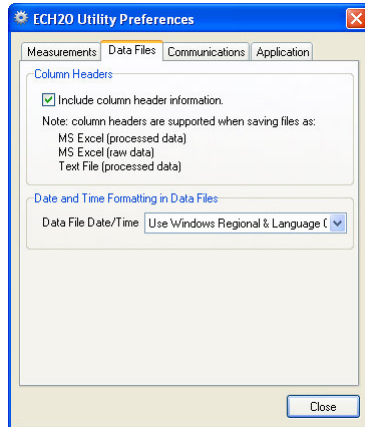 ECH2O Utility Preferences
Measurements Data Files Communications Application
Column Headers
Include column header information.
Note: column headers are supported when saving files as:
MS Excel (processed data)
MS Excel (raw data)
Text File (processed data)
Date and Time Formatting in Data Files
Data File Date/Time Use Windows Regional & Language (
Close